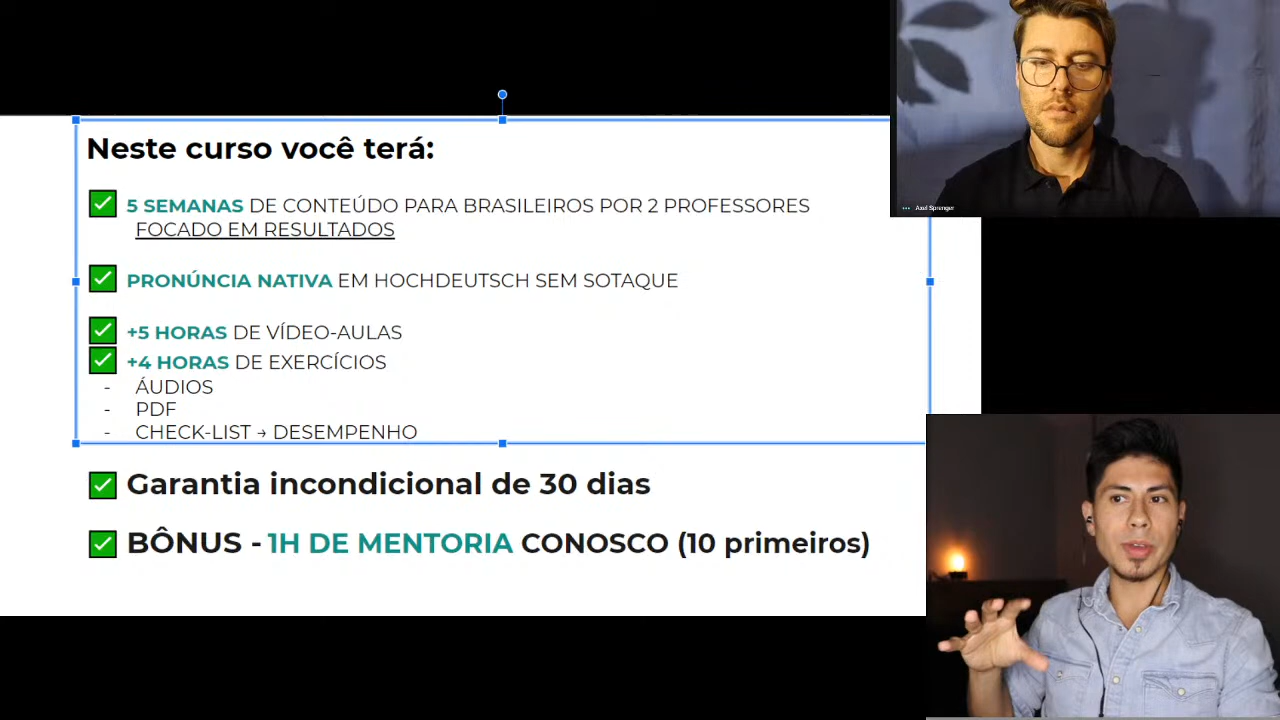 Neste curso você terá:
5 SEMANAS DE CONTEÚDO PARA BRASILEIROS POR 2 PROFESSORES
FOCADO EM RESULTADOS
PRONÚNCIA NATIVA EM HOCHDEUTSCH SEM SOTAQUE
+5 HORAS DE VÍDEO-AULAS
+4 HORAS DE EXERCÍCIOS
- ÁUDIOS
- PDF
- CHECK-LIST → DESEMPENHO
Garantia incondicional de 30 dias
BÔNUS - 1H DE MENTORIA CONOSCO (10 primeiros)
Axel Sprenger